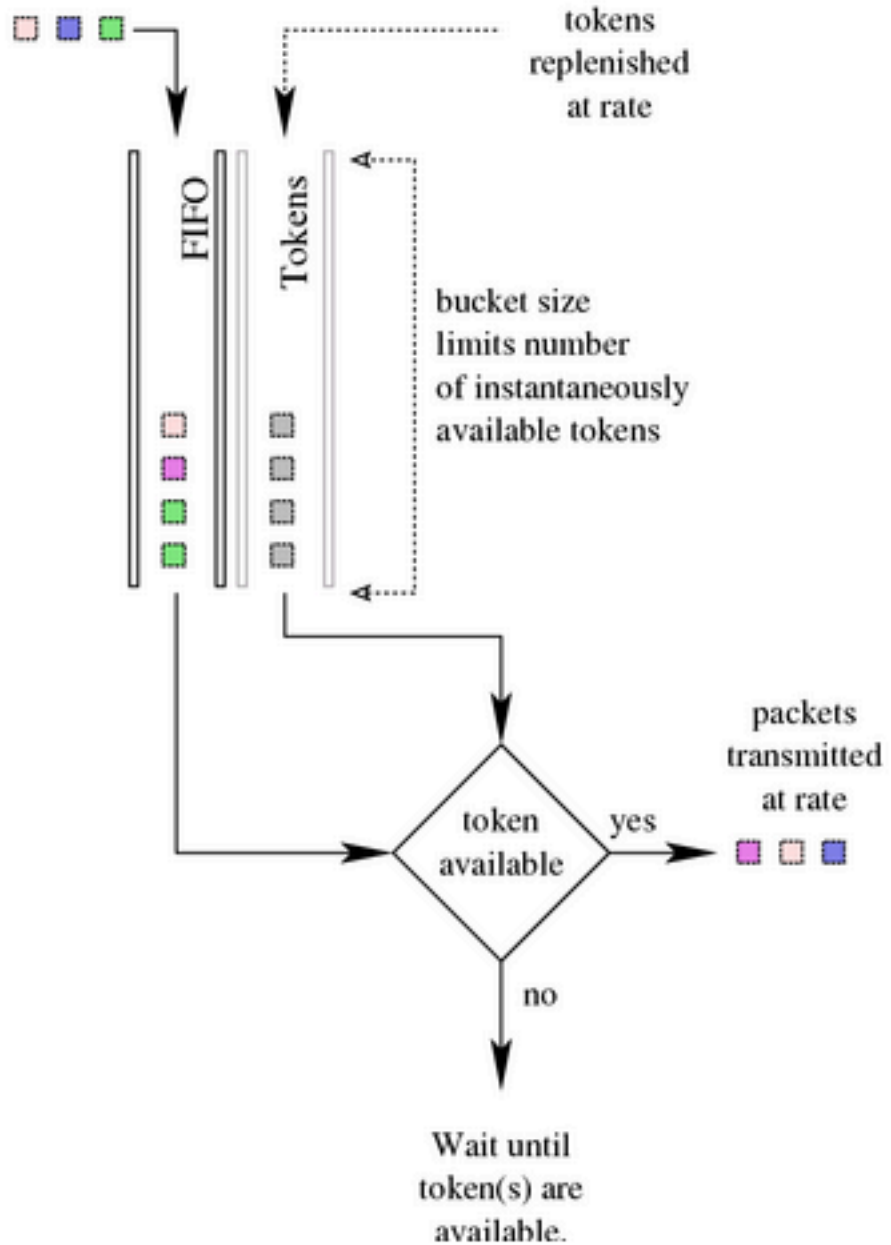 tokens
replenished
at rate
FIFO
Tokens
bucket size
limits number
of instantaneously
available tokens
packets
transmitted
at rate
token
available
yes
no
Wait until
token(s) are
available.